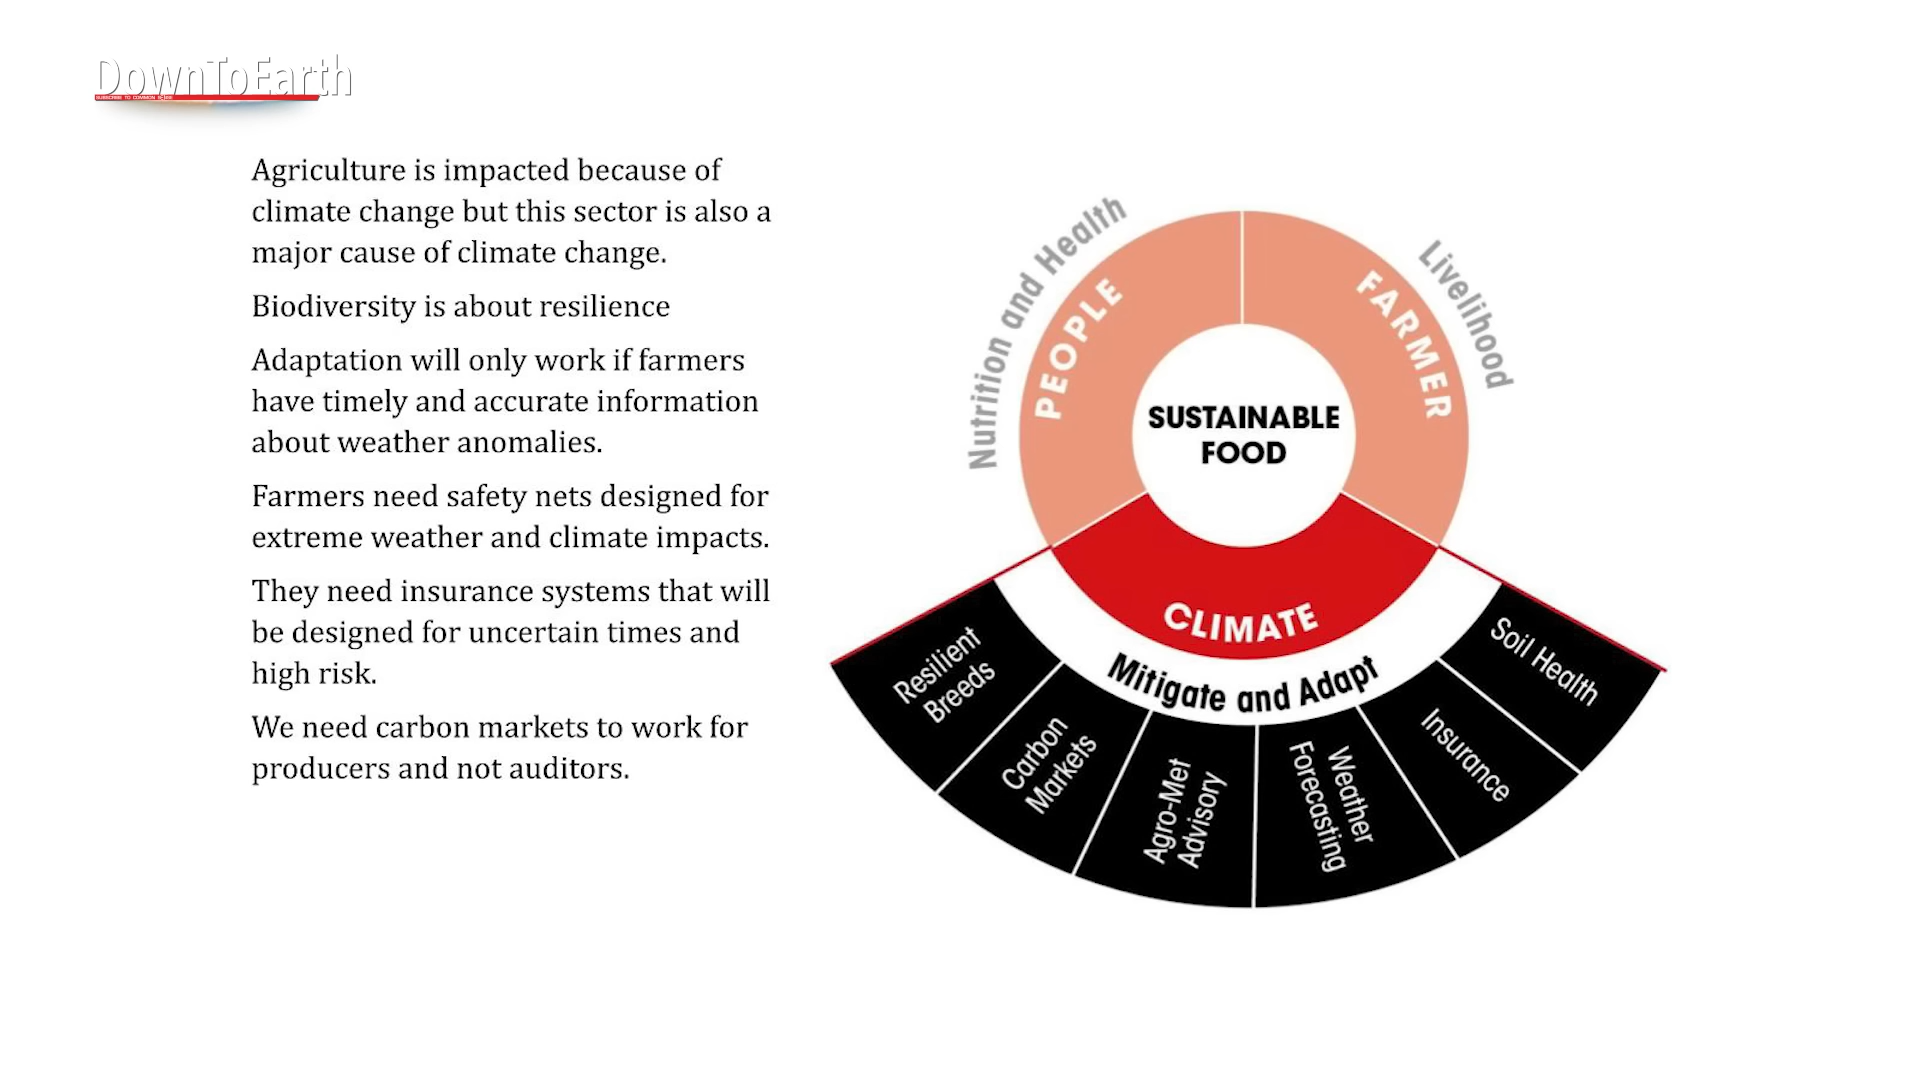 DownToEarth
SUBSCRIBE TO COMMON SENSE
Agriculture is impacted because of
climate change but this sector is also a
major cause of climate change.
Biodiversity is about resilience
Adaptation will only work if farmers
have timely and accurate information
about weather anomalies.
Farmers need safety nets designed for
extreme weather and climate impacts.
They need insurance systems that will
be designed for uncertain times and
high risk.
We need carbon markets to work for
producers and not auditors.
Nutrition and Health
PEOPLE
FARMER
Livelihood
SUSTAINABLE
FOOD
CLIMATE
Mitigate and Adapt
Resilient
Breeds
Carbon
Markets
Agro-Met
Advisory
Weather
Forecasting
Insurance
Soil Health